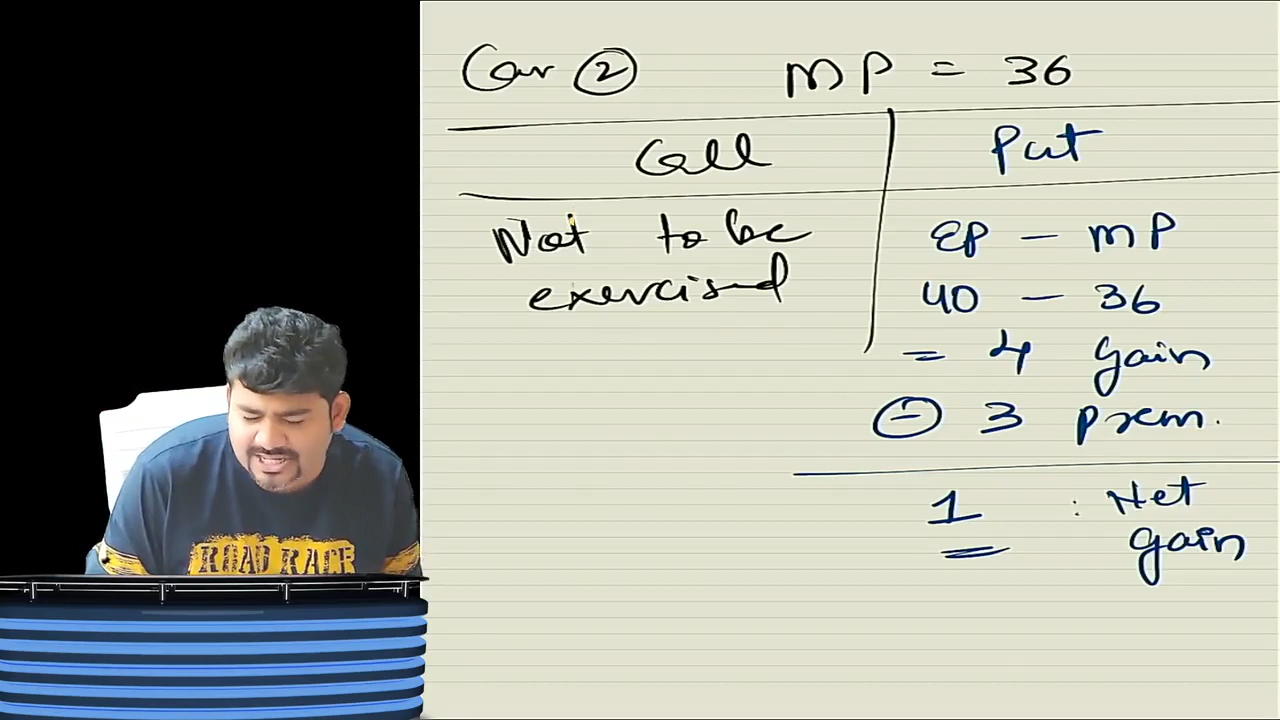 Case ② MP = 36
Call Put
Not to be exercised
EP - MP
40 - 36
= 4 gain
⊖ 3 prem.
1 : Net gain
ROAD RACE